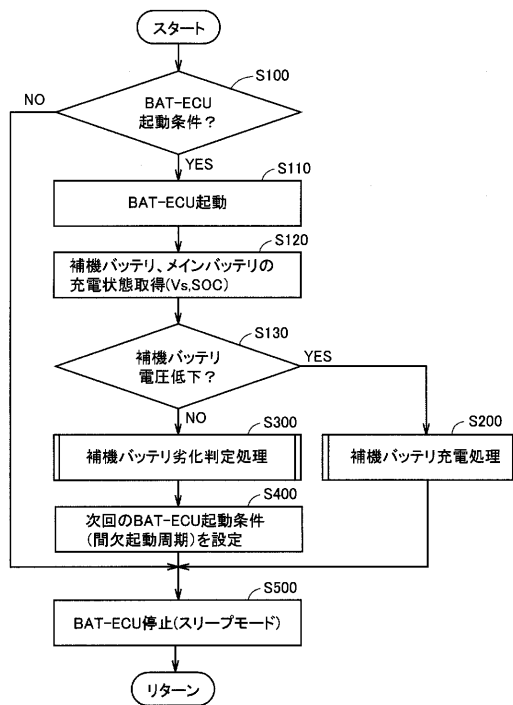 スタート
S100
NO
BAT-ECU
起動条件?
YES
S110
BAT-ECU起動
S120
補機バッテリ、メインバッテリの
充電状態取得(Vs,SOC)
S130
補機バッテリ
電圧低下?
YES
NO
S300
補機バッテリ劣化判定処理
S200
補機バッテリ充電処理
S400
次回のBAT-ECU起動条件
(間欠起動周期)を設定
S500
BAT-ECU停止(スリープモード)
リターン